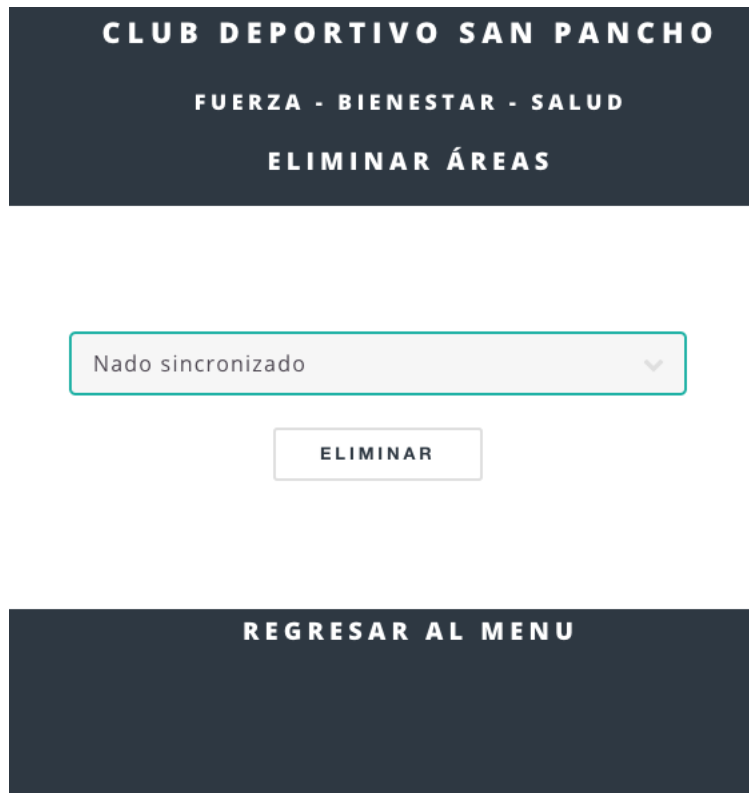 CLUB DEPORTIVO SAN PANCHO
FUERZA - BIENESTAR - SALUD
ELIMINAR ÁREAS
Nado sincronizado
ELIMINAR
REGRESAR AL MENU